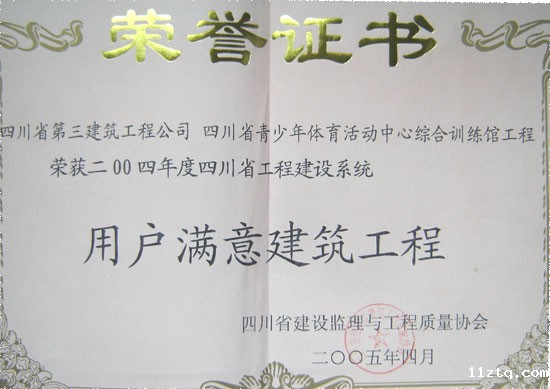 荣誉证书
四川省第三建筑工程公司 四川省青少年体育活动中心综合训练馆工程
荣获二00四年度四川省工程建设系统
用户满意建筑工程
四川省建设监理与工程质量协会
二〇〇五年四月
11ztq.com